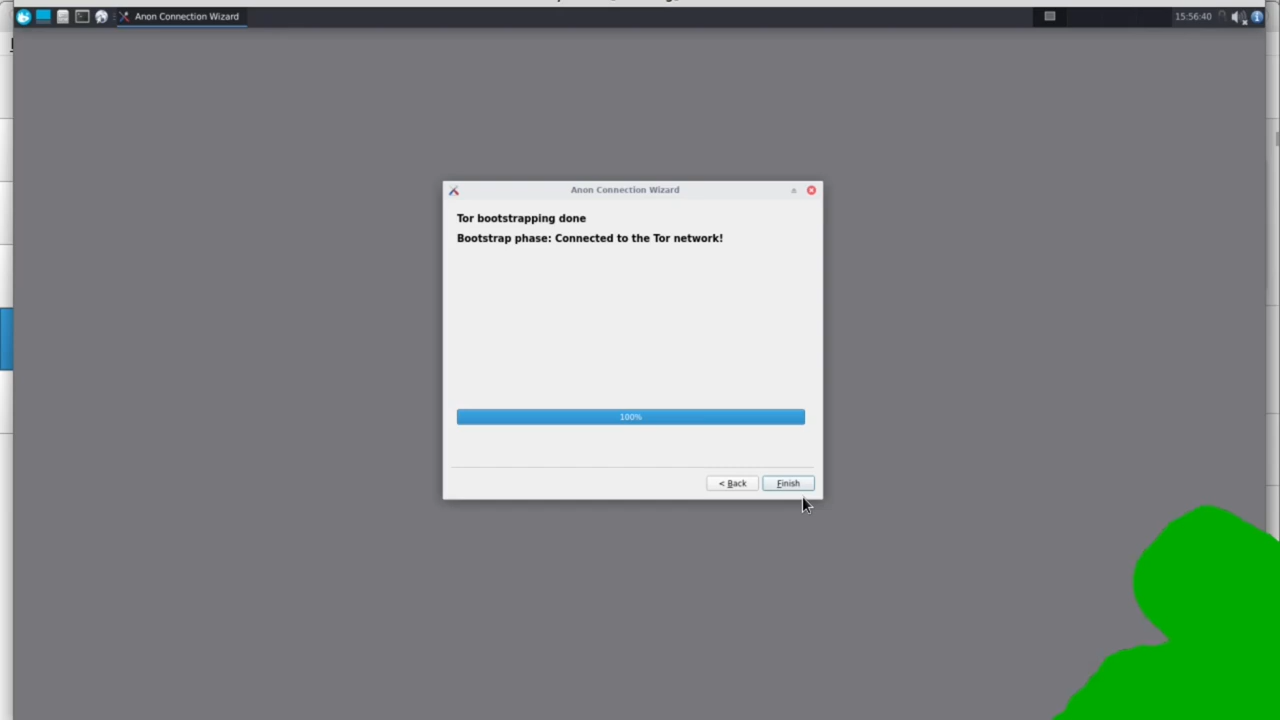 Anon Connection Wizard
15:56:40
Anon Connection Wizard
Tor bootstrapping done
Bootstrap phase: Connected to the Tor network!
100%
< Back
Finish